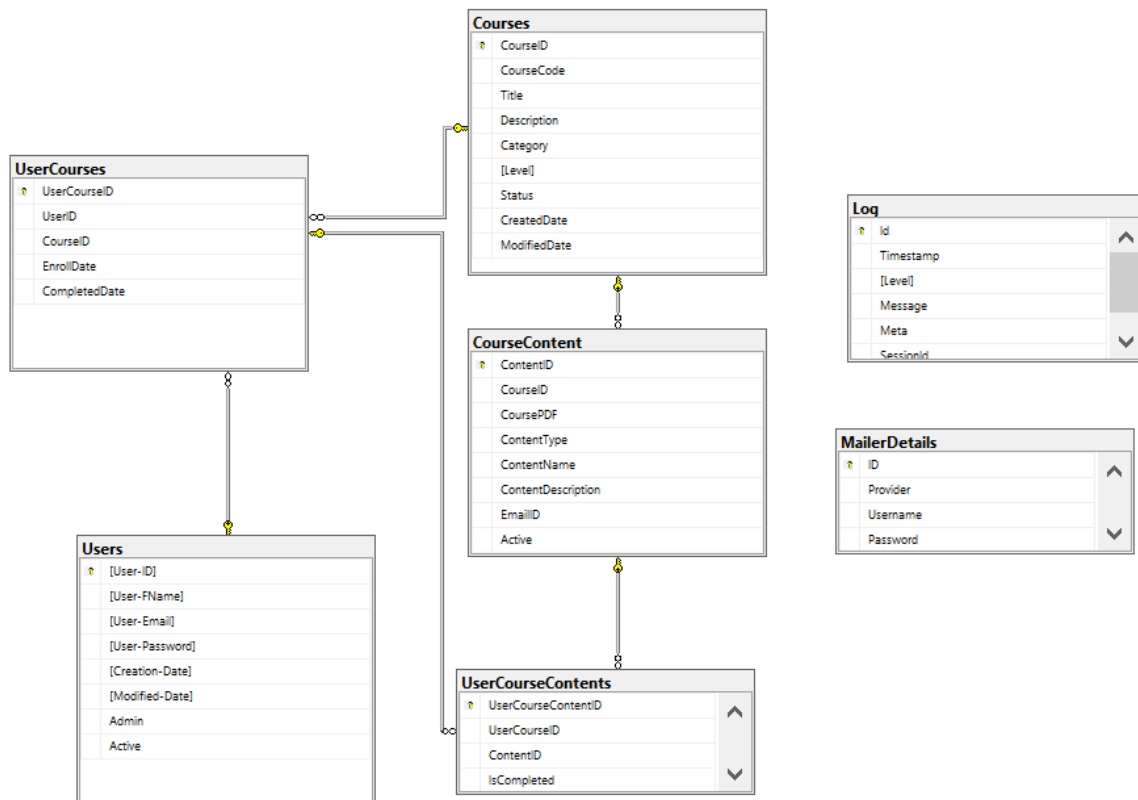 Courses
CourseID
CourseCode
Title
Description
Category
[Level]
Status
CreatedDate
ModifiedDate
UserCourses
UserCourseID
UserID
CourseID
EnrollDate
CompletedDate
Log
Id
Timestamp
[Level]
Message
Meta
SessionId
CourseContent
ContentID
CourseID
CoursePDF
ContentType
ContentName
ContentDescription
EmailID
Active
MailerDetails
ID
Provider
Username
Password
Users
[User-ID]
[User-FName]
[User-Email]
[User-Password]
[Creation-Date]
[Modified-Date]
Admin
Active
UserCourseContents
UserCourseContentID
UserCourseID
ContentID
IsCompleted